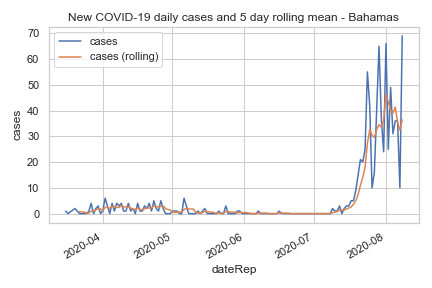 New COVID-19 daily cases and 5 day rolling mean - Bahamas
cases
cases (rolling)
70
60
50
40
30
20
10
0
cases
2020-04
2020-05
2020-06
2020-07
2020-08
dateRep